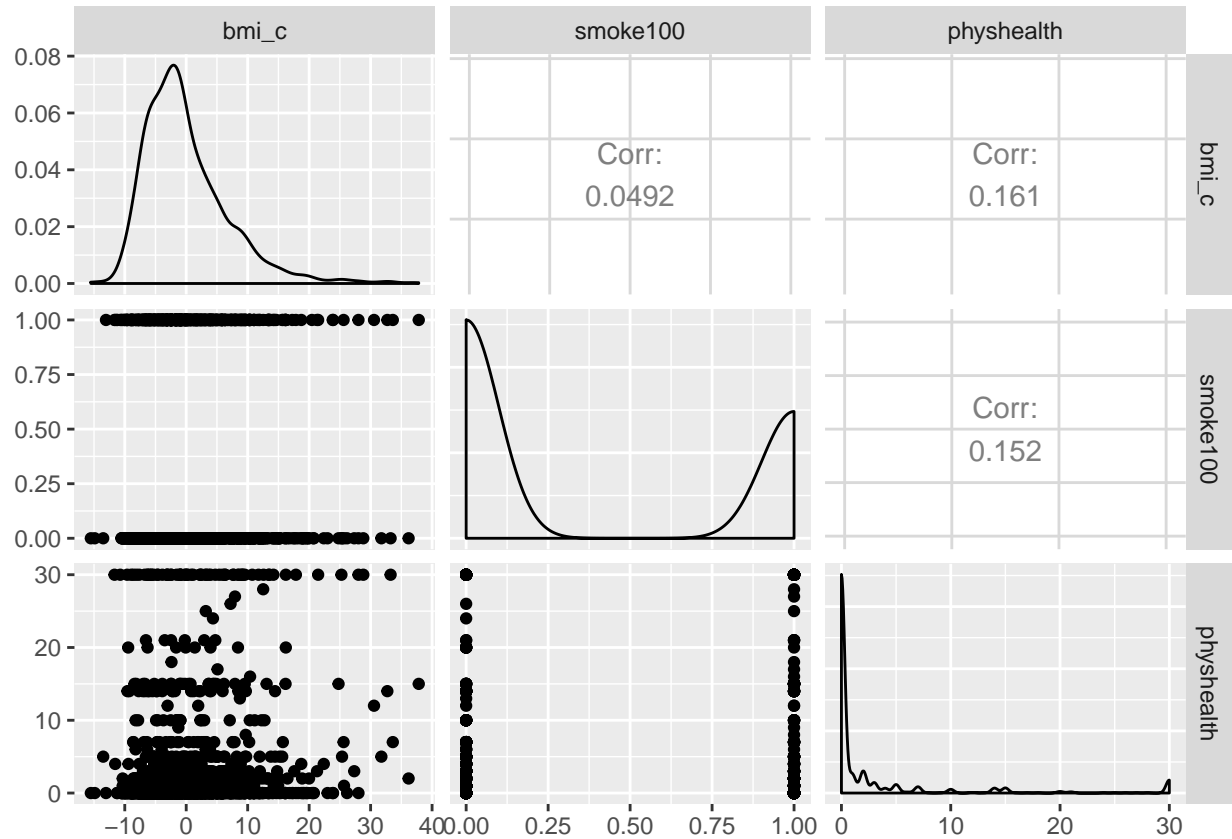 bmi_c smoke100 physhealth
0.08
0.06
0.04
0.02
0.00
Corr:
0.0492
Corr:
0.161
bmi_c
1.00
0.75
0.50
0.25
0.00
Corr:
0.152
smoke100
30
20
10
0
physhealth
−10 0 10 20 30 40 0.00 0.25 0.50 0.75 1.00 0 10 20 30